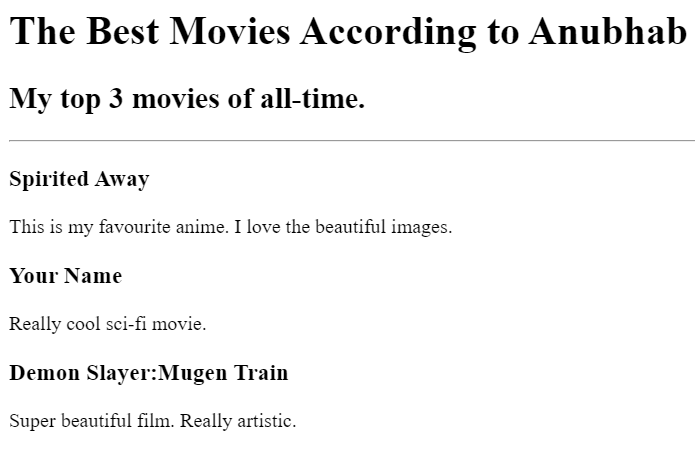 The Best Movies According to Anubhab
My top 3 movies of all-time.
Spirited Away
This is my favourite anime. I love the beautiful images.
Your Name
Really cool sci-fi movie.
Demon Slayer:Mugen Train
Super beautiful film. Really artistic.